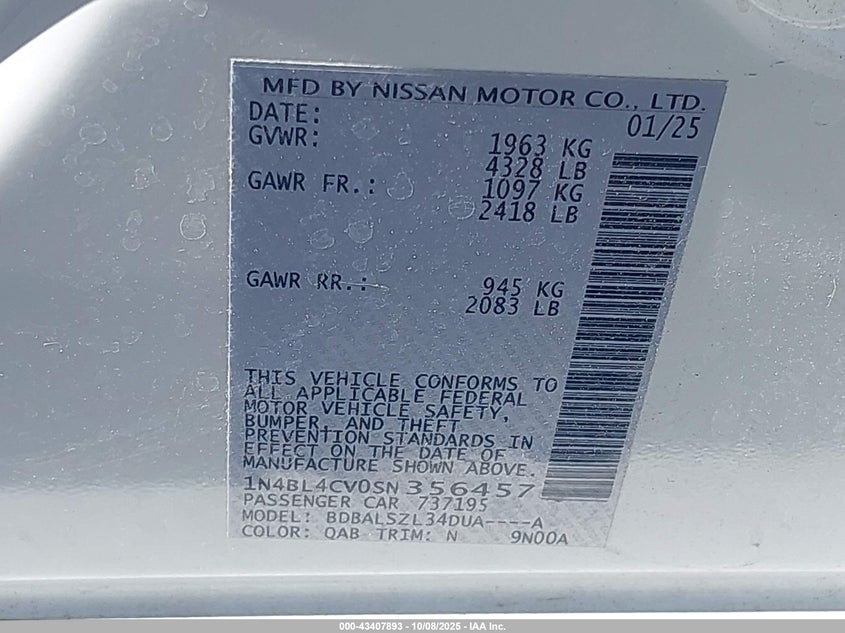 MFD BY NISSAN MOTOR CO., LTD.
DATE: 01/25
GVWR: 1963 KG
4328 LB
GAWR FR.: 1097 KG
2418 LB
GAWR RR.: 945 KG
2083 LB
THIS VEHICLE CONFORMS TO
ALL APPLICABLE FEDERAL
MOTOR VEHICLE SAFETY,
BUMPER, AND THEFT
PREVENTION STANDARDS IN
EFFECT ON THE DATE OF
MANUFACTURE SHOWN ABOVE.
1N4BL4CV0SN356457
PASSENGER CAR 737195
MODEL: BDBALSZL34DUA----A
COLOR: QAB TRIM: N 9N00A
000-43407893 - 10/08/2025 - IAA Inc.